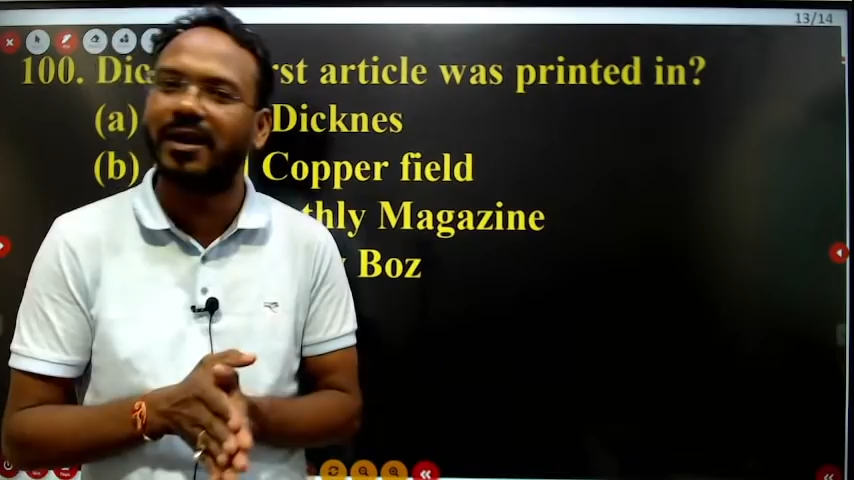 13/14
100. Dic rst article was printed in?
(a) Dicknes
(b) Copper field
thly Magazine
Boz